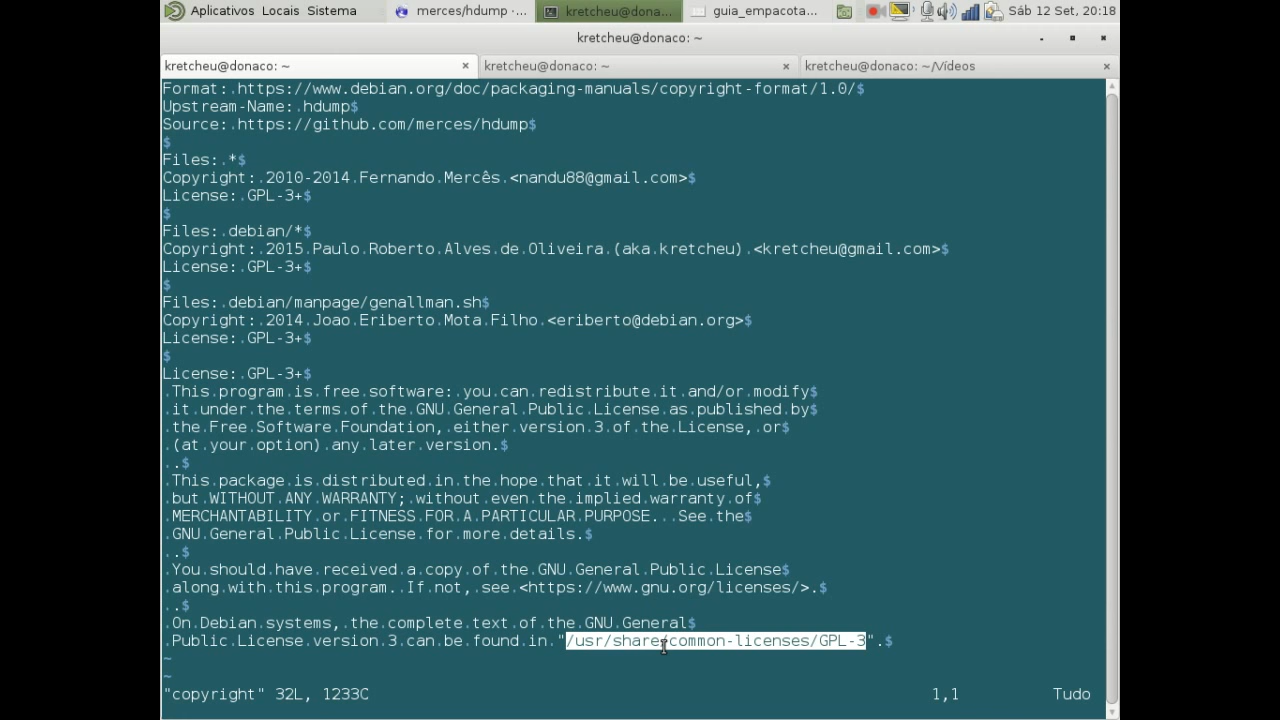 Aplicativos Locais Sistema merces/hdump -... kretcheu@dona... guia_empacota... Sáb 12 Set, 20:18
kretcheu@donaco: ~
kretcheu@donaco: ~ kretcheu@donaco: ~ kretcheu@donaco: ~/Vídeos
Format:.https://www.debian.org/doc/packaging-manuals/copyright-format/1.0/$
Upstream-Name:.hdump$
Source:.https://github.com/merces/hdump$
$
Files:.*$
Copyright:.2010-2014.Fernando.Mercês.<nandu88@gmail.com>$
License:.GPL-3+$
$
Files:.debian/*$
Copyright:.2015.Paulo.Roberto.Alves.de.Oliveira.(aka.kretcheu).<kretcheu@gmail.com>$
License:.GPL-3+$
$
Files:.debian/manpage/genallman.sh$
Copyright:.2014.Joao.Eriberto.Mota.Filho.<eriberto@debian.org>$
License:.GPL-3+$
$
License:.GPL-3+$
.This.program.is.free.software:.you.can.redistribute.it.and/or.modify$
.it.under.the.terms.of.the.GNU.General.Public.License.as.published.by$
.the.Free.Software.Foundation,.either.version.3.of.the.License,.or$
.(at.your.option).any.later.version.$
..$
.This.package.is.distributed.in.the.hope.that.it.will.be.useful,$
.but.WITHOUT.ANY.WARRANTY;.without.even.the.implied.warranty.of$
.MERCHANTABILITY.or.FITNESS.FOR.A.PARTICULAR.PURPOSE...See.the$
.GNU.General.Public.License.for.more.details.$
..$
.You.should.have.received.a.copy.of.the.GNU.General.Public.License$
.along.with.this.program..If.not,.see.<https://www.gnu.org/licenses/>.$
..$
.On.Debian.systems,.the.complete.text.of.the.GNU.General$
.Public.License.version.3.can.be.found.in."/usr/share/common-licenses/GPL-3".$
~
~
"copyright" 32L, 1233C 1,1 Tudo